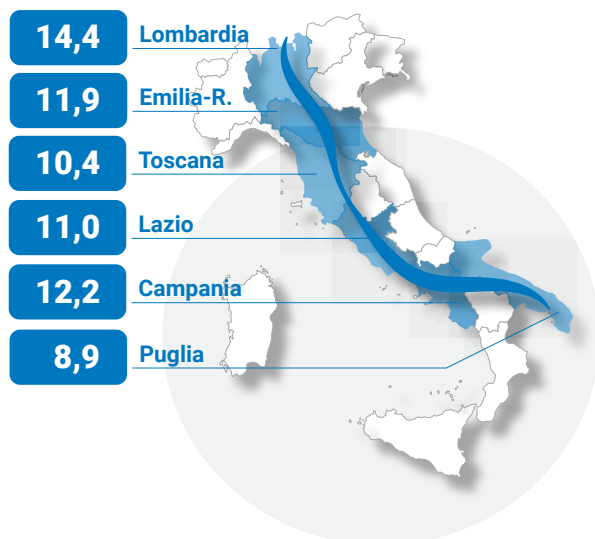 14,4 Lombardia
11,9 Emilia-R.
10,4 Toscana
11,0 Lazio
12,2 Campania
8,9 Puglia